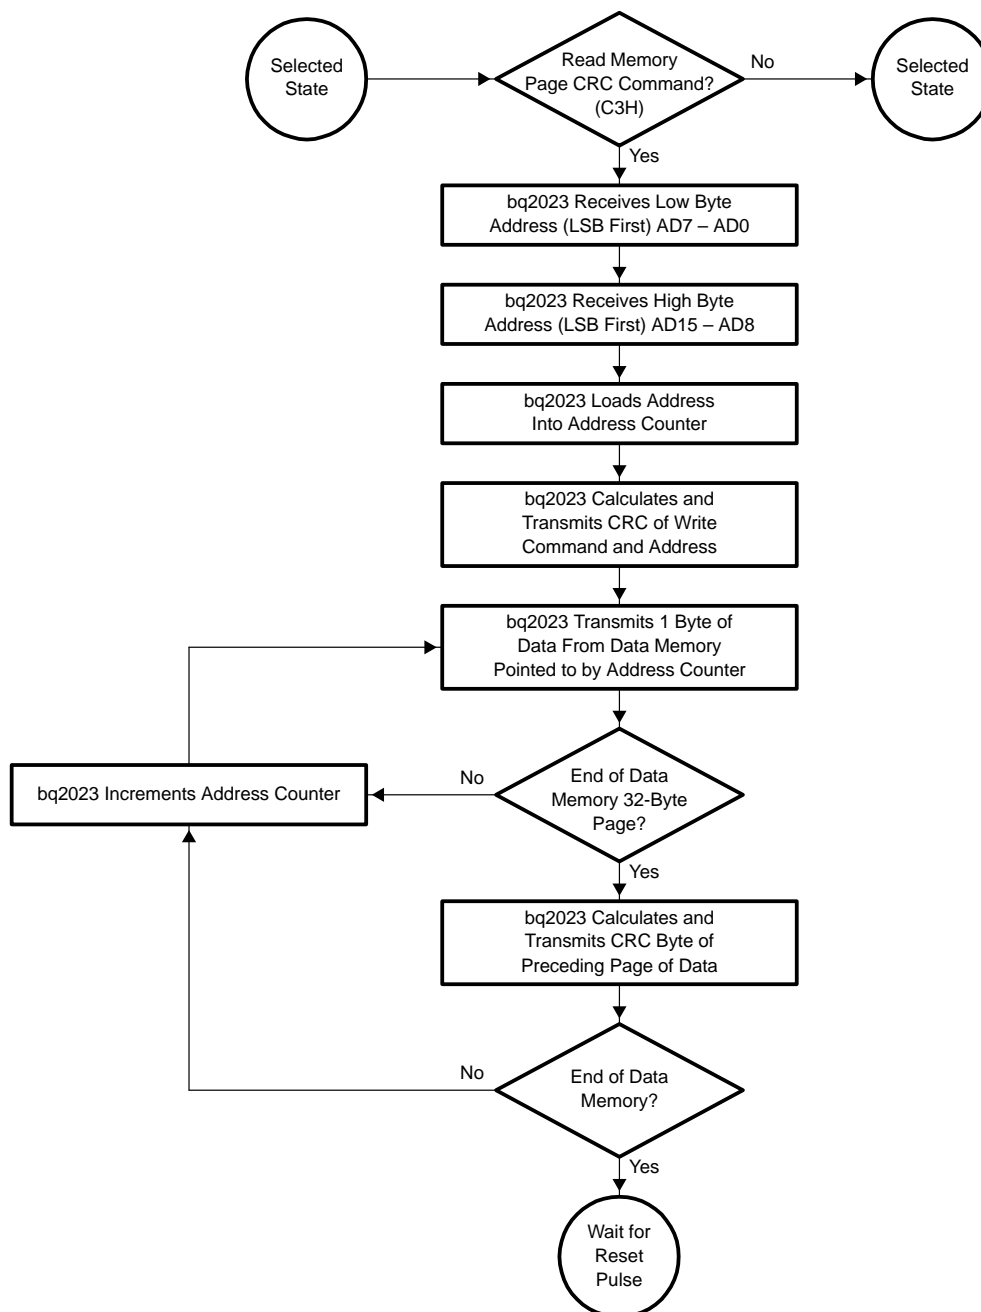 Selected
State
Read Memory
Page CRC Command?
(C3H)
No
Selected
State
Yes
bq2023 Receives Low Byte
Address (LSB First) AD7 – AD0
bq2023 Receives High Byte
Address (LSB First) AD15 – AD8
bq2023 Loads Address
Into Address Counter
bq2023 Calculates and
Transmits CRC of Write
Command and Address
bq2023 Transmits 1 Byte of
Data From Data Memory
Pointed to by Address Counter
bq2023 Increments Address Counter
No
End of Data
Memory 32-Byte
Page?
Yes
bq2023 Calculates and
Transmits CRC Byte of
Preceding Page of Data
No
End of Data
Memory?
Yes
Wait for
Reset
Pulse